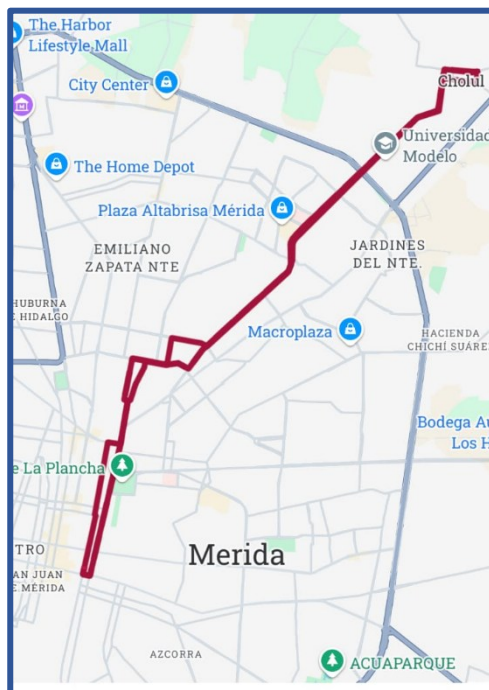 The Harbor
Lifestyle Mall
City Center
Cholul
Universidad
Modelo
The Home Depot
Plaza Altabrisa Mérida
EMILIANO
ZAPATA NTE
JARDINES
DEL NTE.
HUBURNA
E HIDALGO
Macroplaza
HACIENDA
CHICHÍ SUÁREZ
Bodega Au
Los H
e La Plancha
TRO
AN JUAN
E MÉRIDA
Merida
AZCORRA
ACUAPARQUE